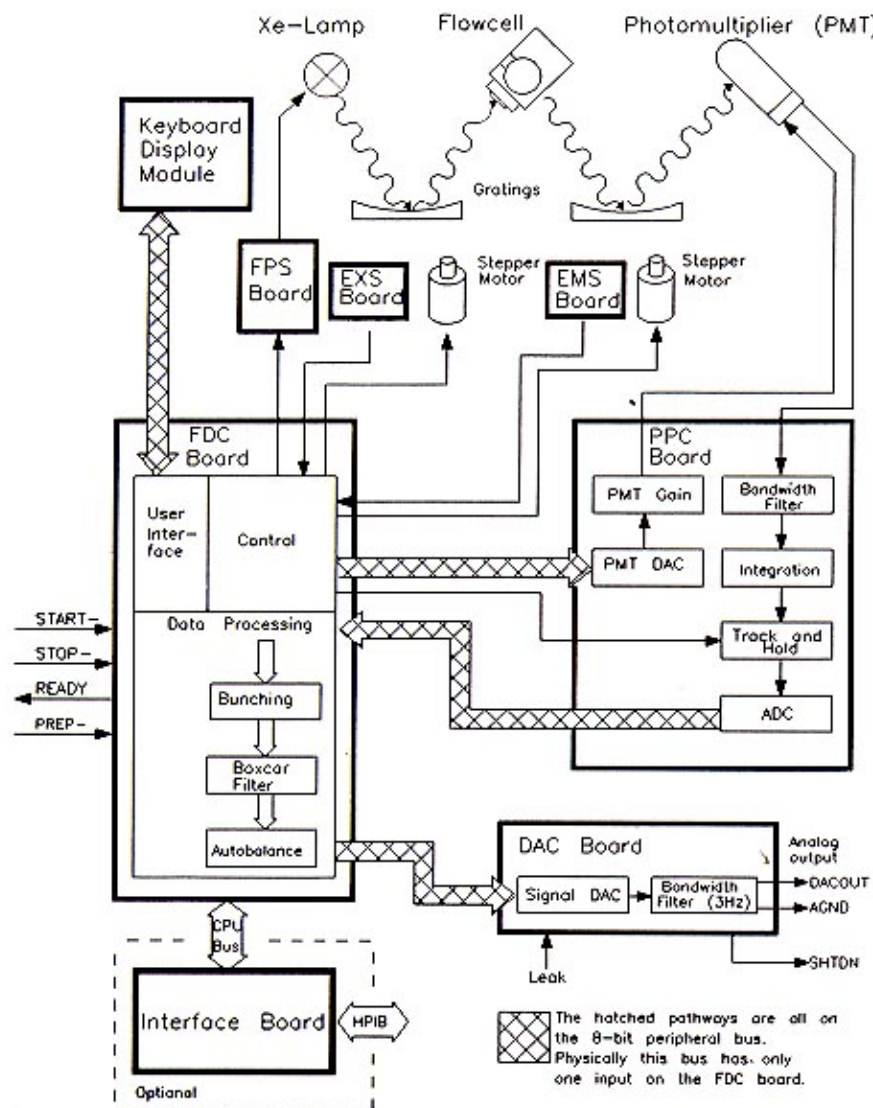 Xe-Lamp
Flowcell
Photomultiplier (PMT)
Keyboard
Display
Module
Gratings
FPS
Board
EXS
Board
Stepper
Motor
EMS
Board
Stepper
Motor
FDC
Board
PPC
Board
User
Inter-
face
Control
PMT Gain
Bandwidth
Filter
PMT DAC
Integration
START-
STOP-
READY
PREP-
Data Processing
Track and
Hold
Bunching
ADC
Boxcar
Filter
Autobalance
DAC Board
Analog
output
Signal DAC
Bandwidth
Filter (3Hz)
DACOUT
AGND
CPU
Bus
Leak
SHTDN
Interface Board
HPIB
Optional
The hatched pathways are all on
the 8-bit peripheral bus.
Physically this bus has only
one input on the FDC board.